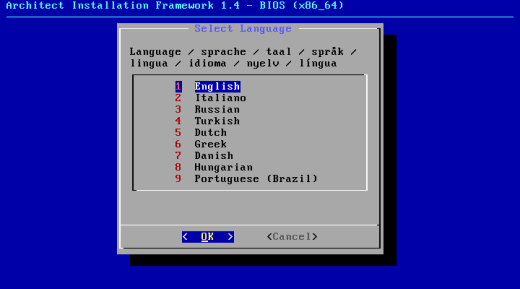 Architect Installation Framework 1.4 - BIOS (x86_64)
Select Language
Language / sprache / taal / språk /
lingua / idioma / nyelv / língua
1 English
2 Italiano
3 Russian
4 Turkish
5 Dutch
6 Greek
7 Danish
8 Hungarian
9 Portuguese (Brazil)
< OK > <Cancel>